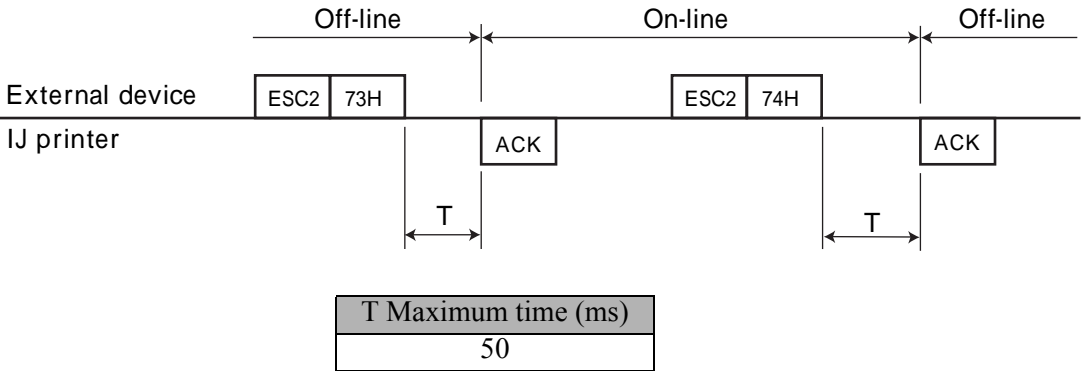 Off-line On-line Off-line
External device ESC2 73H ESC2 74H
IJ printer ACK ACK
T T
T Maximum time (ms)
50